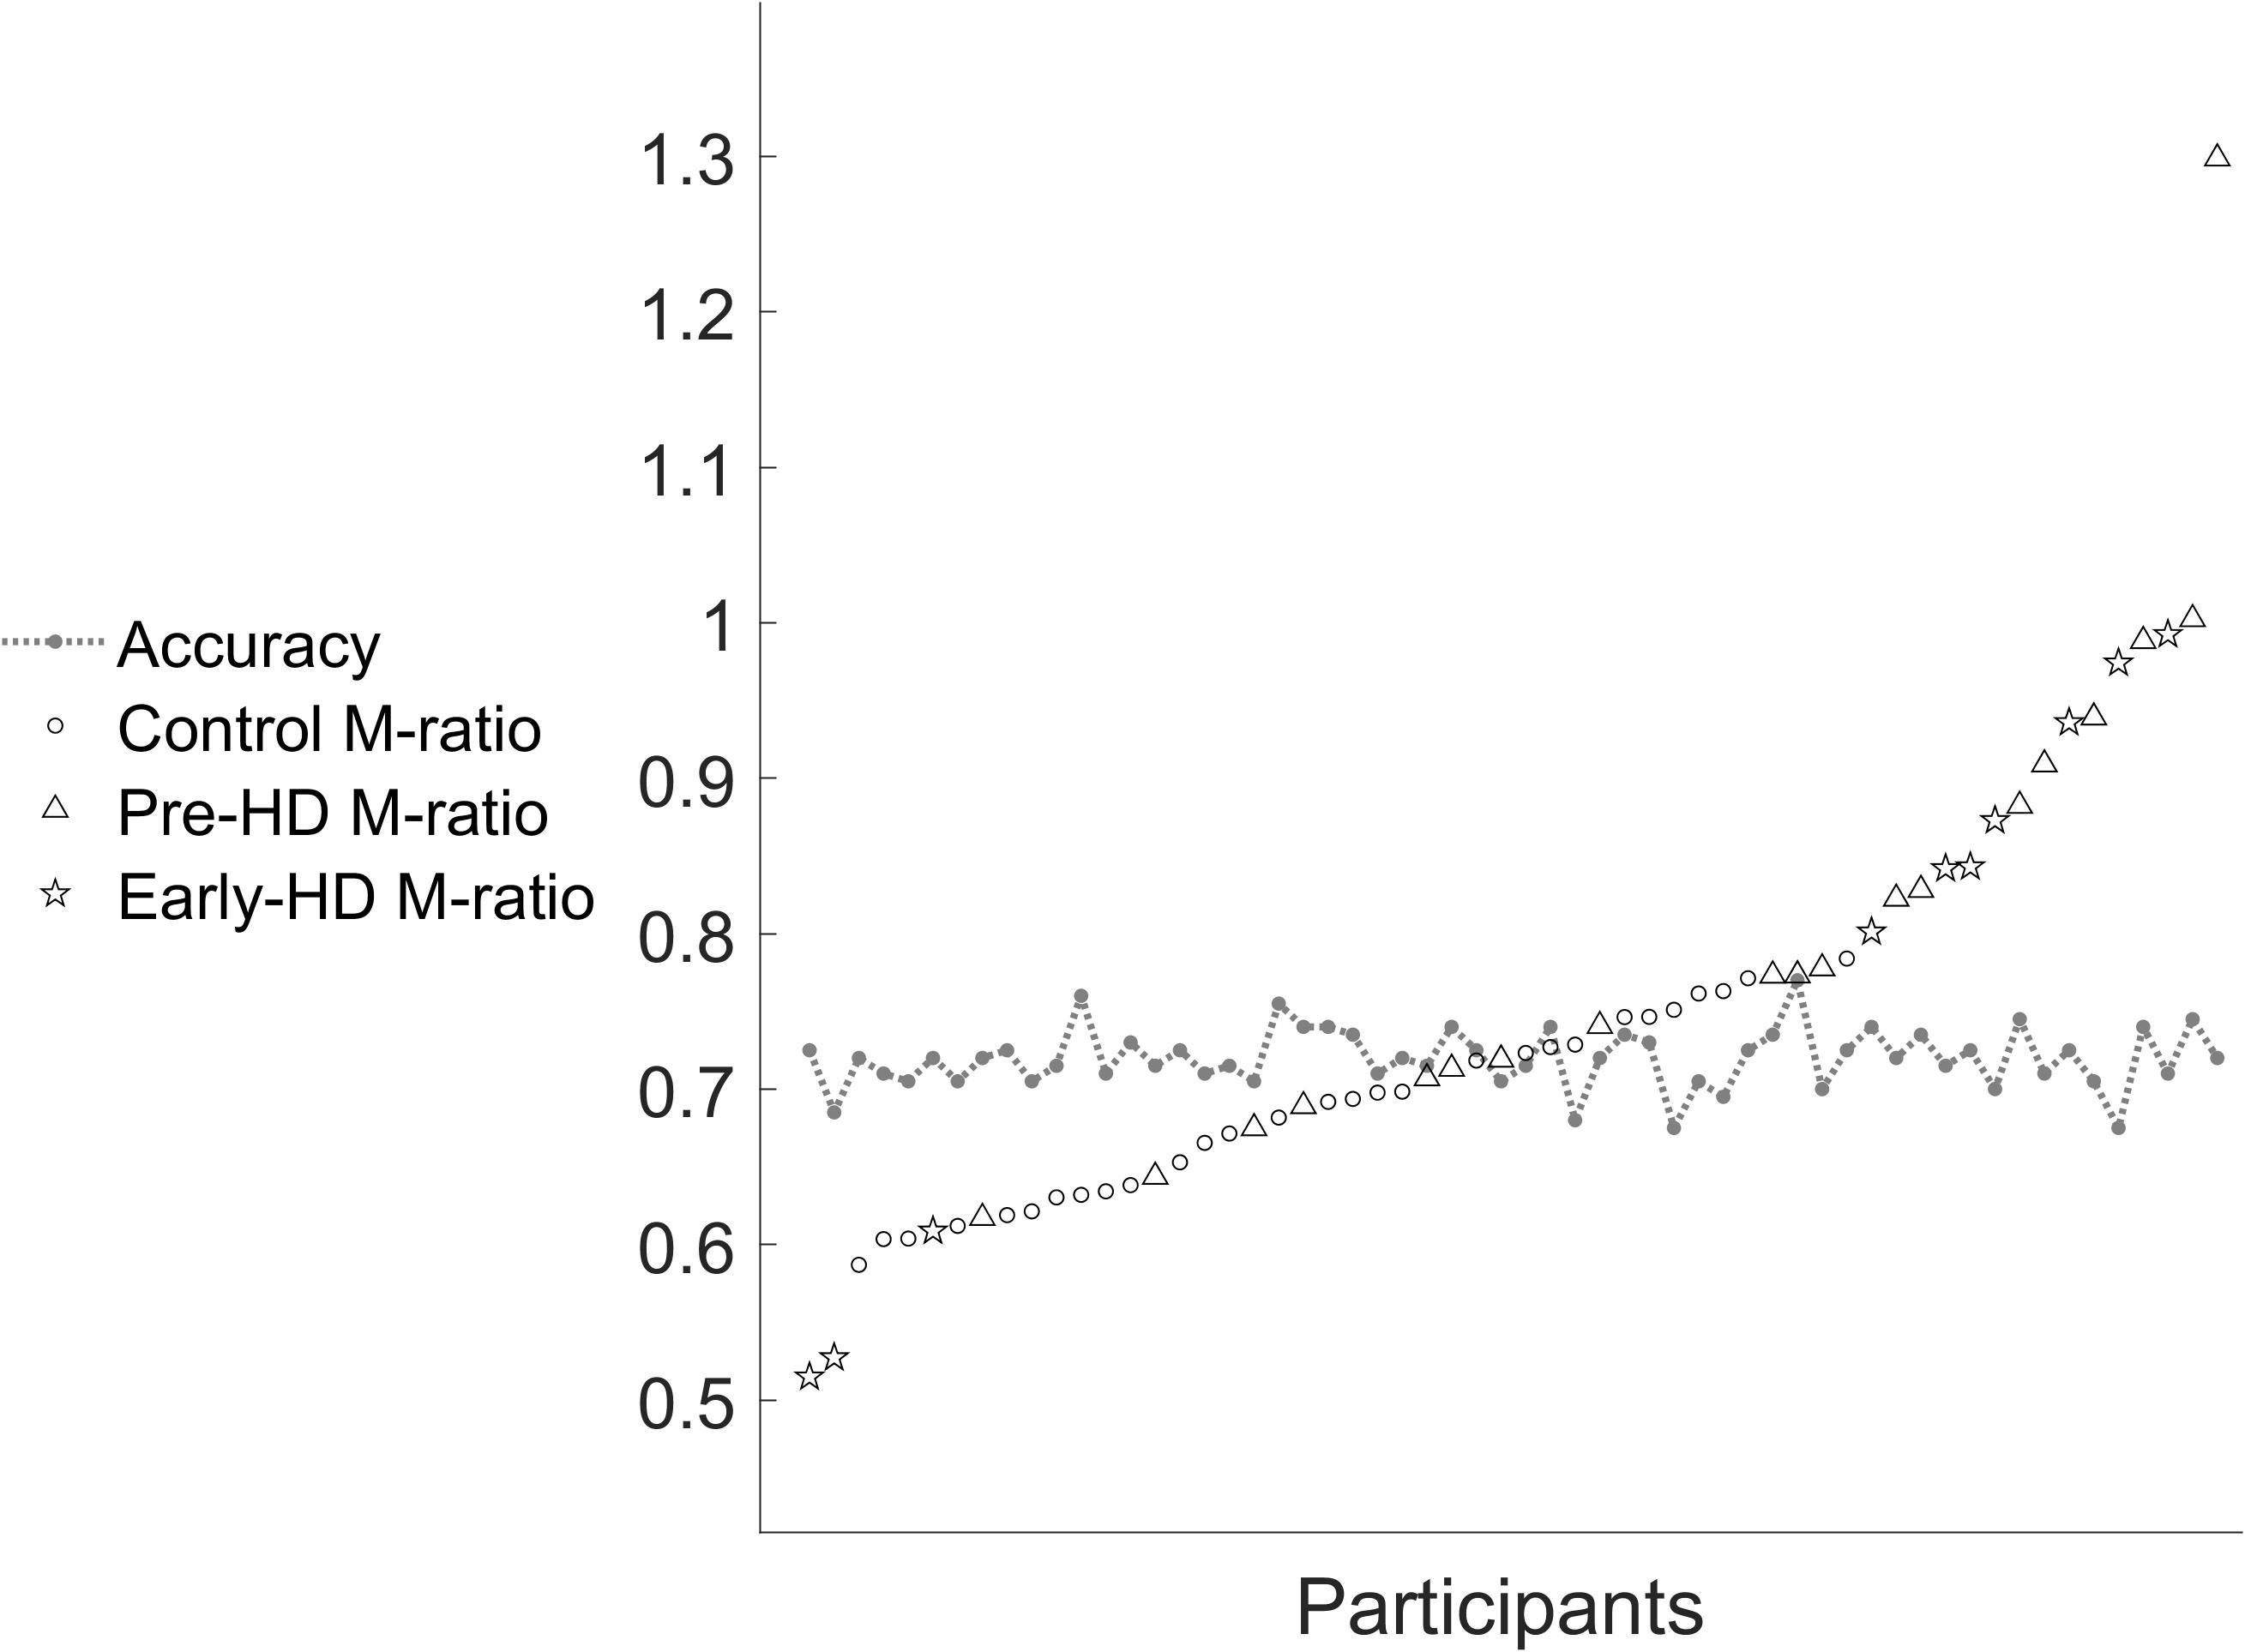 1.3
1.2
1.1
1
0.9
0.8
0.7
0.6
0.5
Accuracy
Control M-ratio
Pre-HD M-ratio
Early-HD M-ratio
Participants